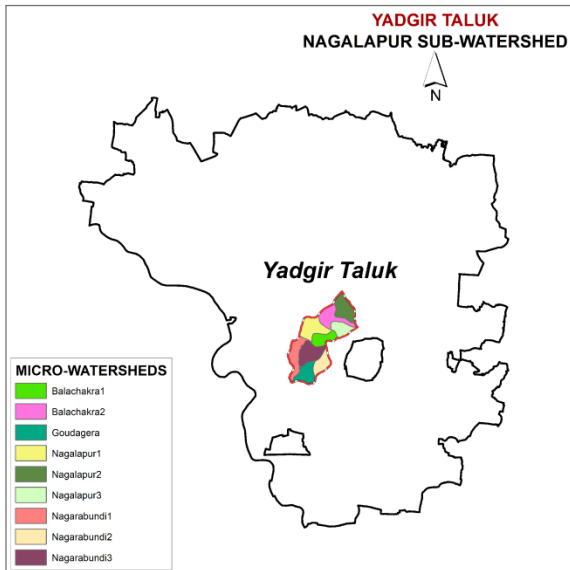 YADGIR TALUK
NAGALAPUR SUB-WATERSHED
N
Yadgir Taluk
MICRO-WATERSHEDS
Balachakra1
Balachakra2
Goudagera
Nagalapur1
Nagalapur2
Nagalapur3
Nagarabundi1
Nagarabundi2
Nagarabundi3